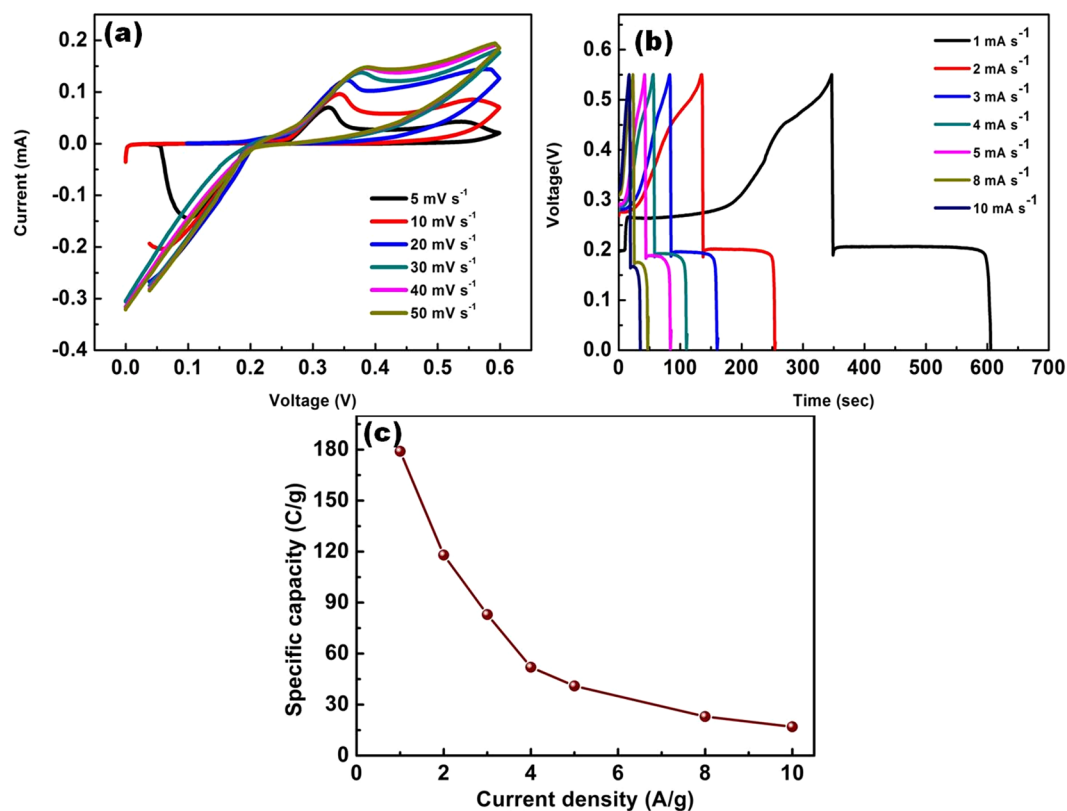 (a)
0.2
0.1
0.0
-0.1
-0.2
-0.3
-0.4
Current (mA)
5 mV s⁻¹
10 mV s⁻¹
20 mV s⁻¹
30 mV s⁻¹
40 mV s⁻¹
50 mV s⁻¹
0.0 0.1 0.2 0.3 0.4 0.5 0.6
Voltage (V)
(b)
0.6
0.5
0.4
0.3
0.2
0.1
0.0
Voltage(V)
1 mA s⁻¹
2 mA s⁻¹
3 mA s⁻¹
4 mA s⁻¹
5 mA s⁻¹
8 mA s⁻¹
10 mA s⁻¹
0 100 200 300 400 500 600 700
Time (sec)
(c)
180
150
120
90
60
30
0
Specific capacity (C/g)
0 2 4 6 8 10
Current density (A/g)